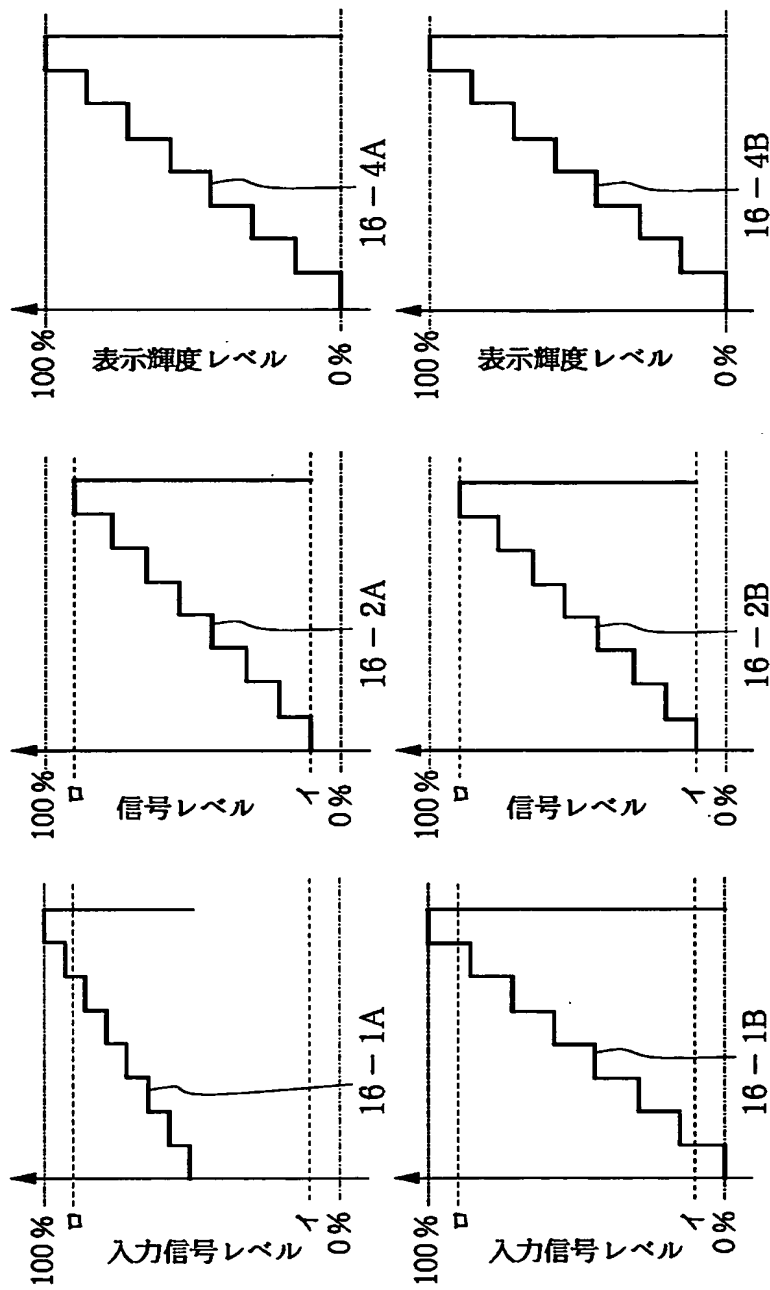 100%
表示輝度レベル
0%
16-4A
100%
表示輝度レベル
0%
16-4B
100%
ロ
信号レベル
イ
0%
16-2A
100%
ロ
信号レベル
イ
0%
16-2B
100%
ロ
入力信号レベル
イ
0%
16-1A
100%
ロ
入力信号レベル
イ
0%
16-1B